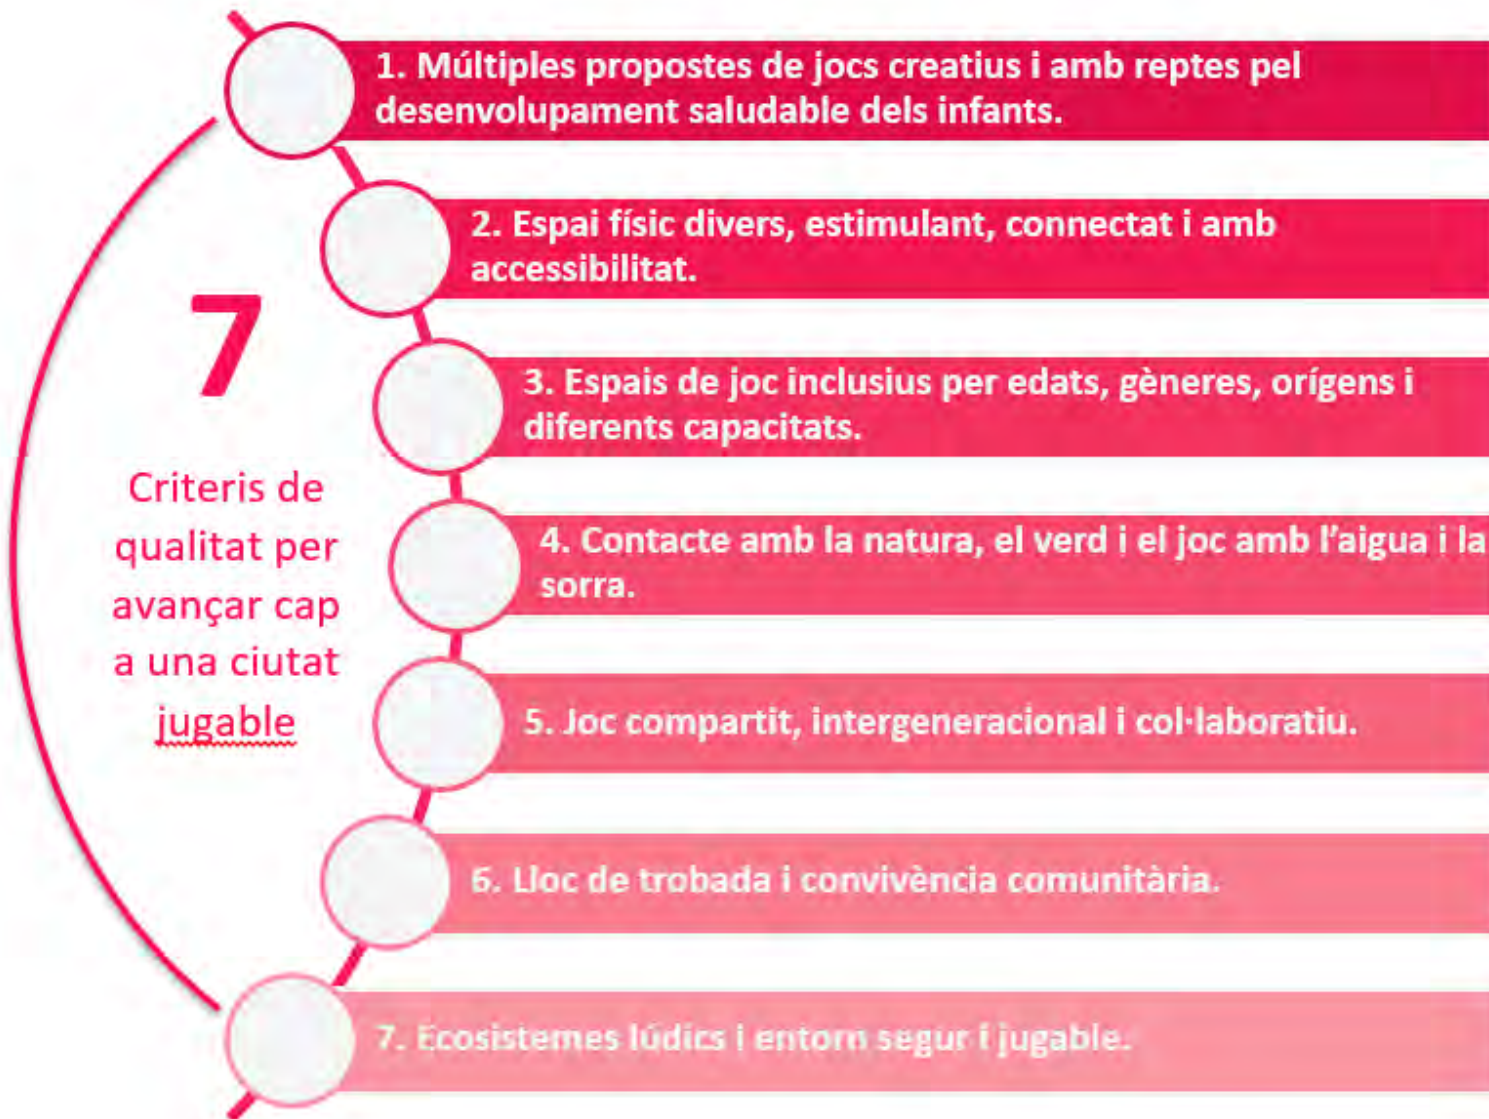 7
Criteris de
qualitat per
avançar cap
a una ciutat
jugable
1. Múltiples propostes de jocs creatius i amb reptes pel
desenvolupament saludable dels infants.
2. Espai físic divers, estimulant, connectat i amb
accessibilitat.
3. Espais de joc inclusius per edats, gèneres, orígens i
diferents capacitats.
4. Contacte amb la natura, el verd i el joc amb l'aigua i la
sorra.
5. Joc compartit, intergeneracional i col·laboratiu.
6. Lloc de trobada i convivència comunitària.
7. Ecosistemes lúdics i entorn segur i jugable.